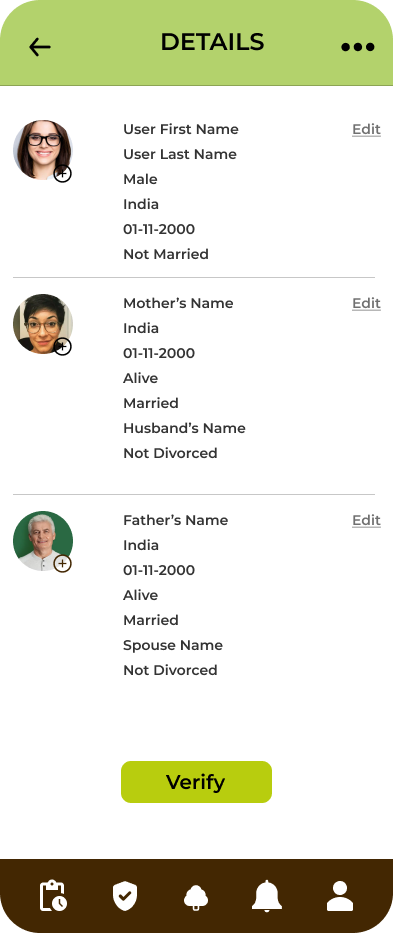 DETAILS
User First Name
Edit
User Last Name
Male
India
01-11-2000
Not Married
Mother's Name
Edit
India
01-11-2000
Alive
Married
Husband's Name
Not Divorced
Father's Name
Edit
India
01-11-2000
Alive
Married
Spouse Name
Not Divorced
Verify